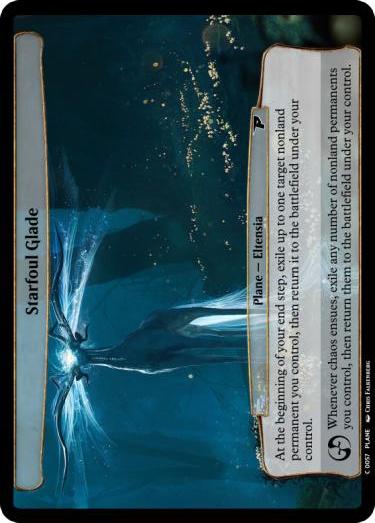 Starfoul Glade
Plane — Eltensia
At the beginning of your end step, exile up to one target nonland
permanent you control, then return it to the battlefield under your
control.
Whenever chaos ensues, exile any number of nonland permanents
you control, then return them to the battlefield under your control.
C 0057 PLANE Chris Falkenberg